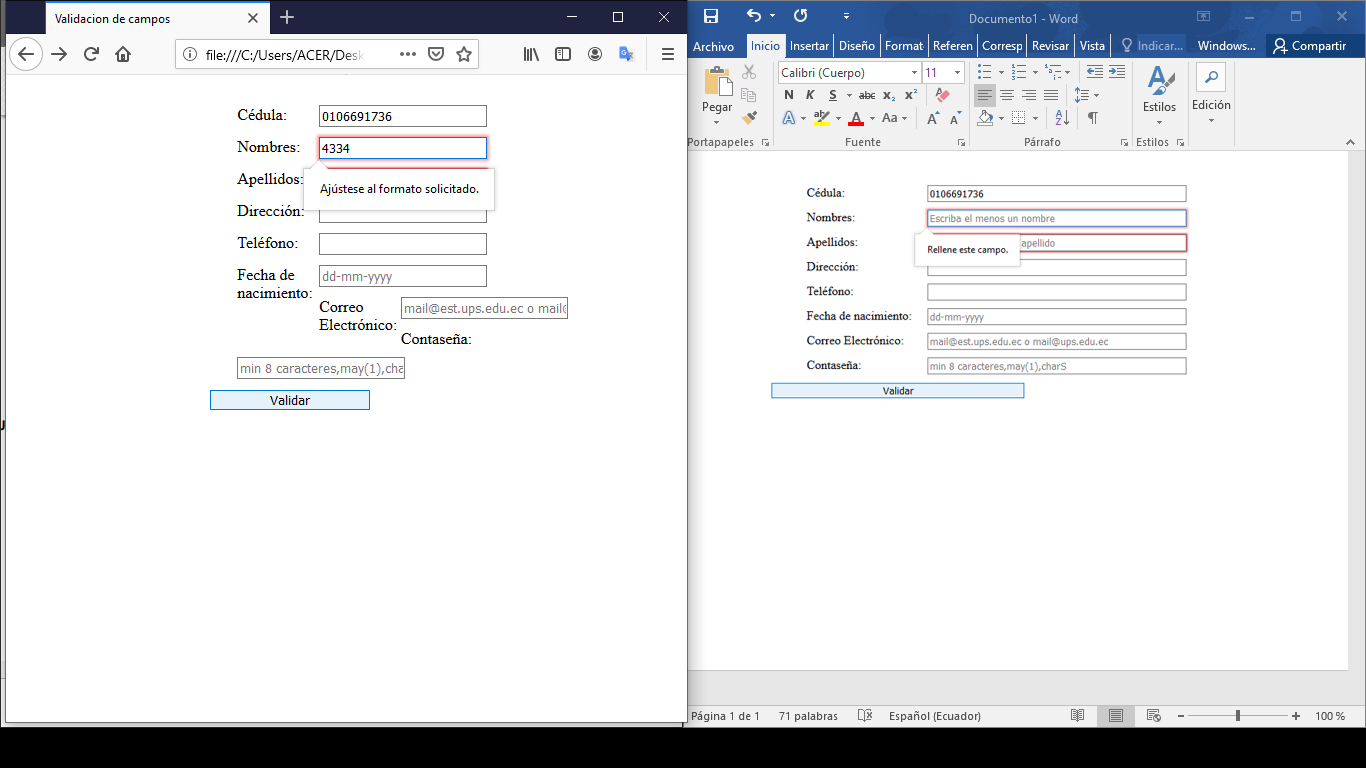 Validacion de campos
file:///C:/Users/ACER/Desk
Cédula:
0106691736
Nombres:
4334
Apellidos:
Ajústese al formato solicitado.
Dirección:
Teléfono:
Fecha de nacimiento:
dd-mm-yyyy
Correo Electrónico:
mail@est.ups.edu.ec o mail@
Contaseña:
min 8 caracteres,may(1),cha
Validar
Documento1 - Word
Archivo Inicio Insertar Diseño Format Referen Corresp Revisar Vista Indicar... Windows... Compartir
Pegar
Calibri (Cuerpo) 11
N K S abc x₂ x²
A aby A Aa A A
Estilos
Edición
Portapapeles Fuente Párrafo Estilos
Cédula:
0106691736
Nombres:
Escriba el menos un nombre
Apellidos:
apellido
Rellene este campo.
Dirección:
Teléfono:
Fecha de nacimiento:
dd-mm-yyyy
Correo Electrónico:
mail@est.ups.edu.ec o mail@ups.edu.ec
Contaseña:
min 8 caracteres,may(1),charS
Validar
Página 1 de 1 71 palabras Español (Ecuador) 100 %